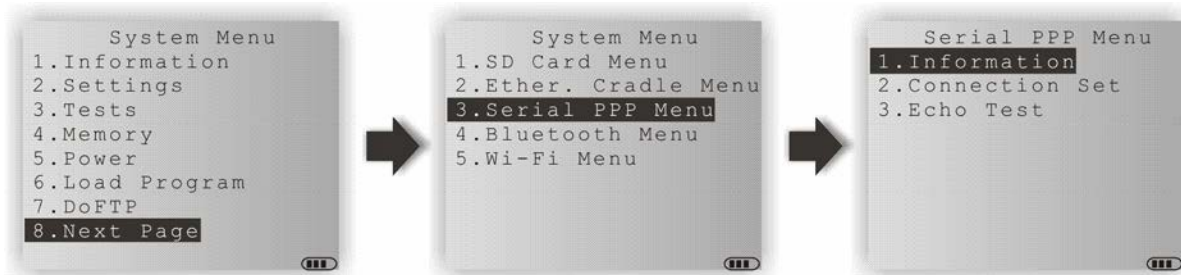 System Menu
1.Information
2.Settings
3.Tests
4.Memory
5.Power
6.Load Program
7.DoFTP
8.Next Page
System Menu
1.SD Card Menu
2.Ether. Cradle Menu
3.Serial PPP Menu
4.Bluetooth Menu
5.Wi-Fi Menu
Serial PPP Menu
1.Information
2.Connection Set
3.Echo Test